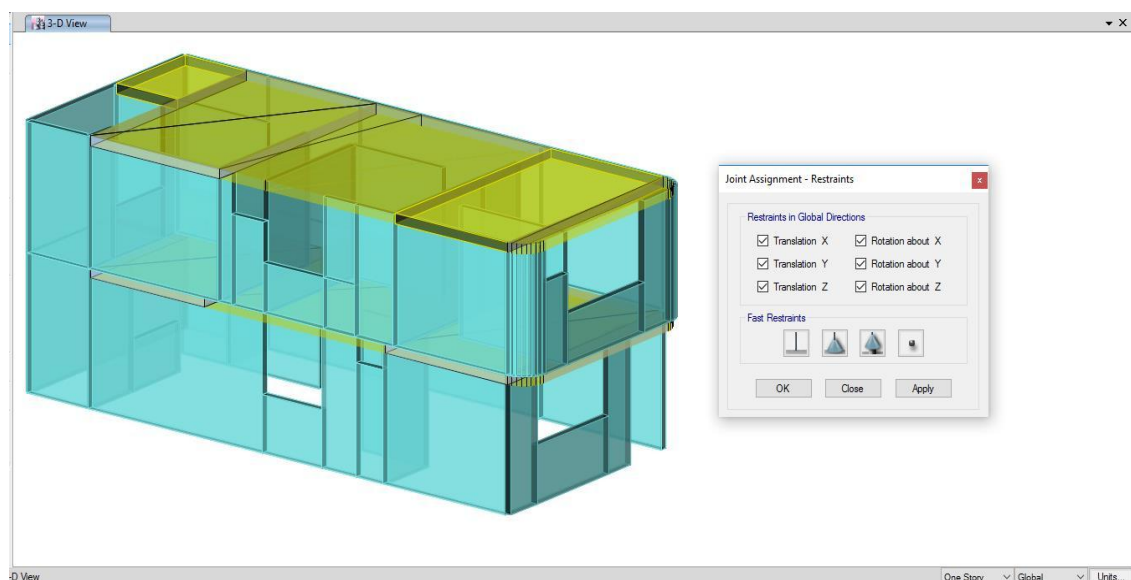 3-D View
Joint Assignment - Restraints
x
Restraints in Global Directions
Translation X
Rotation about X
Translation Y
Rotation about Y
Translation Z
Rotation about Z
Fast Restraints
OK
Close
Apply
-D View
One Story
Global
Units...